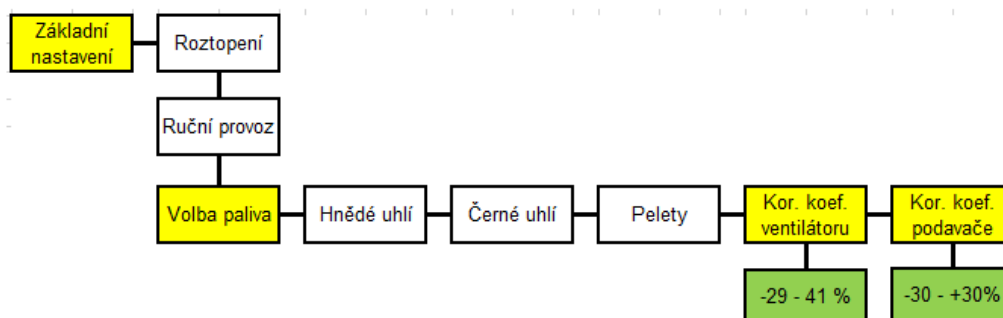 Základní
nastavení
Roztopení
Ruční provoz
Volba paliva
Hnědé uhlí
Černé uhlí
Pelety
Kor. koef.
ventilátoru
Kor. koef.
podavače
-29 - 41 %
-30 - +30%